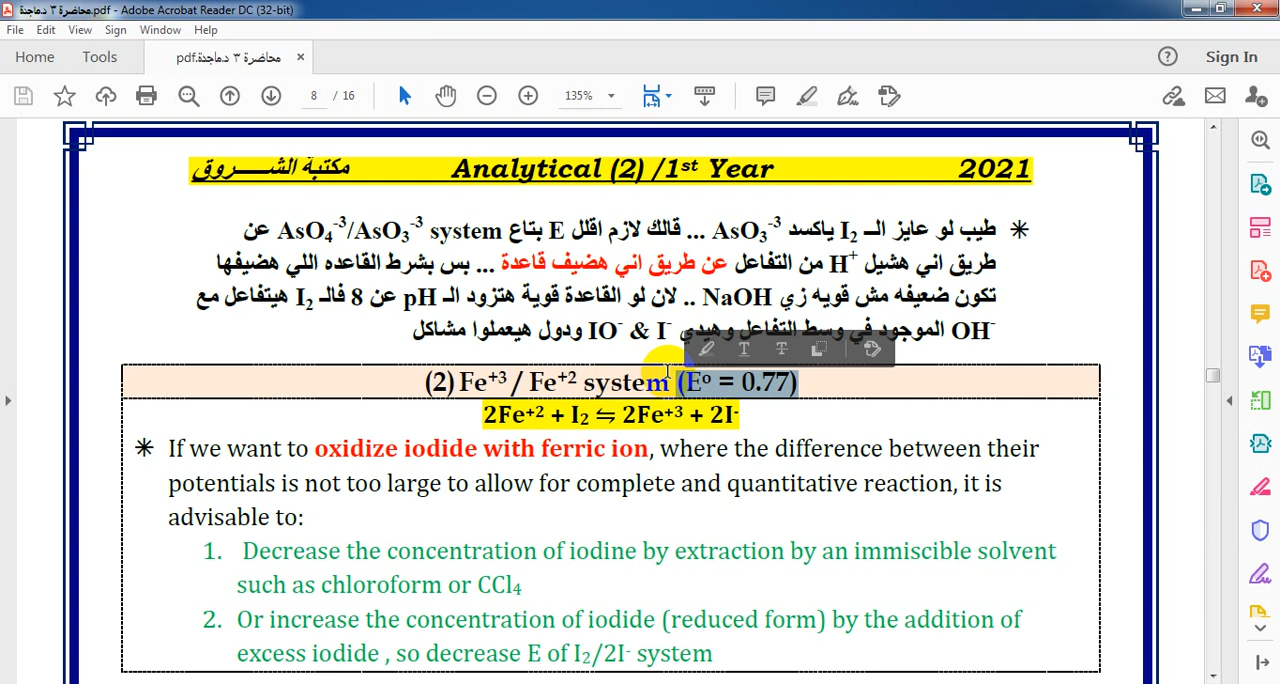 محاضرة ٣ د.ماجدة.pdf - Adobe Acrobat Reader DC (32-bit)
File Edit View Sign Window Help
Home Tools محاضرة ٣ د.ماجدة.pdf × Sign In
8 / 16 135%
مكتبة الشـــــروق Analytical (2) /1st Year 2021
طيب لو عايز الــ I2 ياكسد AsO3-3 ... قالك لازم اقلل E بتاع AsO4-3/AsO3-3 system عن
طريق اني هشيل H+ من التفاعل عن طريق اني هضيف قاعدة ... بس بشرط القاعده اللي هضيفها
تكون ضعيفه مش قويه زي NaOH .. لان لو القاعدة قوية هتزود الـ pH عن 8 فالـ I2 هيتفاعل مع
OH- الموجود في وسط التفاعل وهيدي I- & IO- ودول هيعملوا مشاكل
(2) Fe+3 / Fe+2 system (Eo = 0.77)
2Fe+2 + I2 ⇋ 2Fe+3 + 2I-
If we want to oxidize iodide with ferric ion, where the difference between their
potentials is not too large to allow for complete and quantitative reaction, it is
advisable to:
1. Decrease the concentration of iodine by extraction by an immiscible solvent
such as chloroform or CCl4
2. Or increase the concentration of iodide (reduced form) by the addition of
excess iodide , so decrease E of I2/2I- system